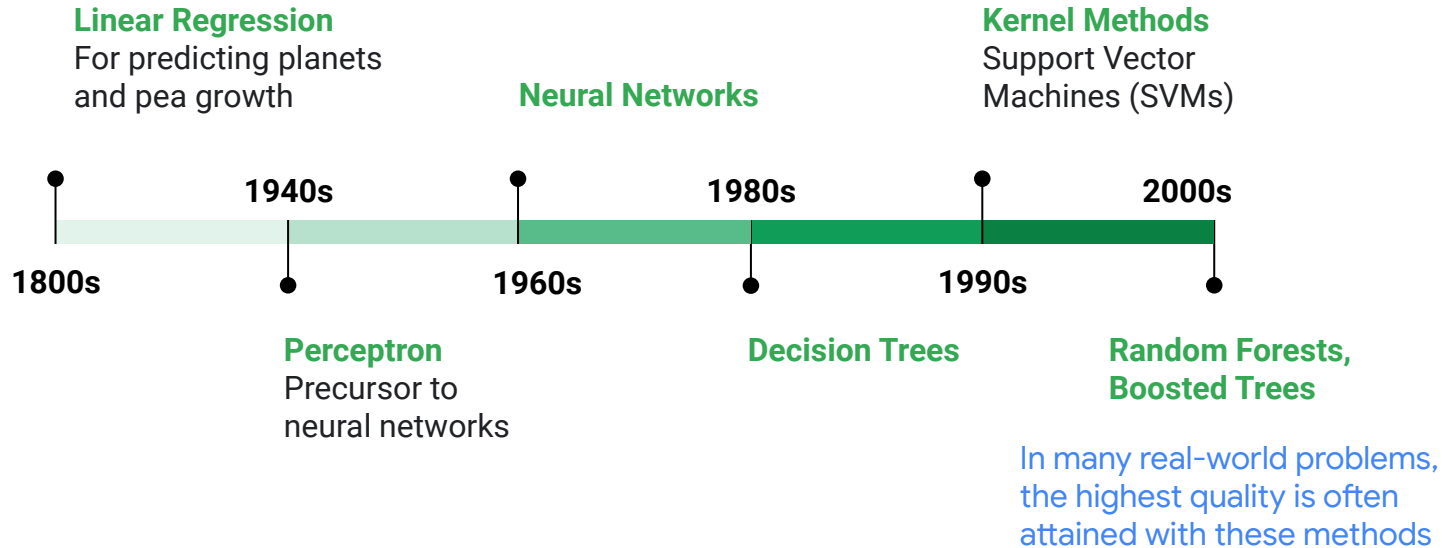 Linear Regression
For predicting planets
and pea growth
Neural Networks
Kernel Methods
Support Vector
Machines (SVMs)
1940s
1980s
2000s
1800s
1960s
1990s
Perceptron
Precursor to
neural networks
Decision Trees
Random Forests,
Boosted Trees
In many real-world problems,
the highest quality is often
attained with these methods